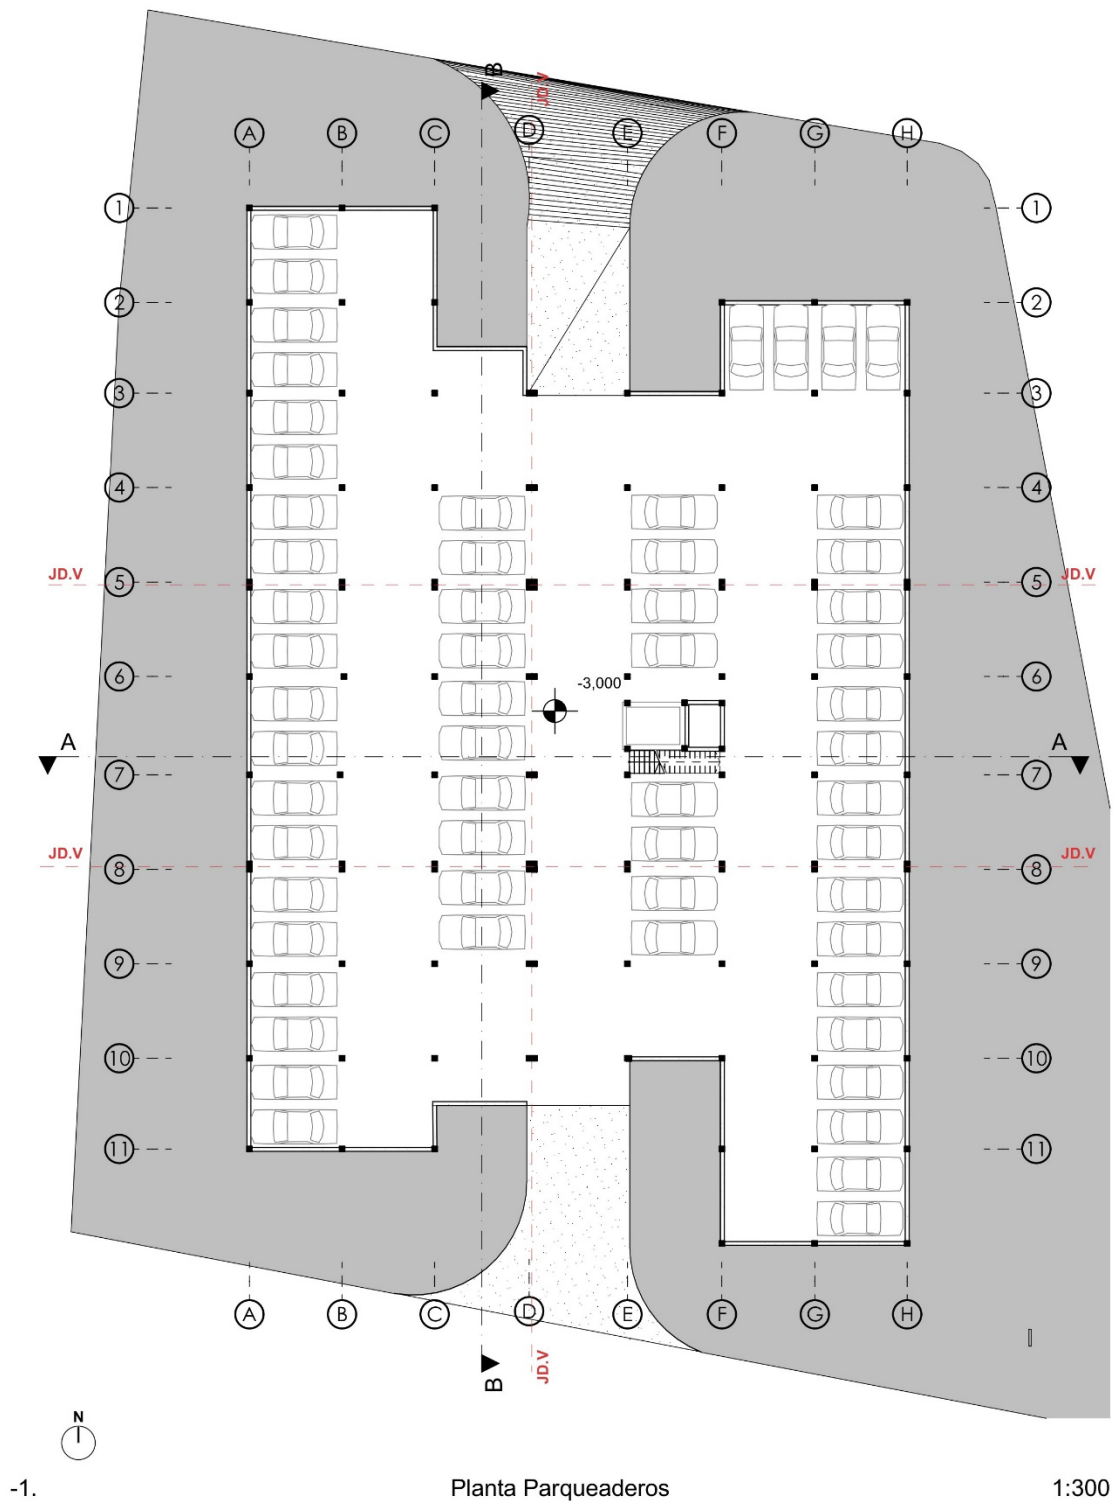 B
JD.V
A B C D E F G H
1 1
2 2
3 3
4 4
JD.V JD.V
5 5
6 6
-3,000
A A
7 7
JD.V JD.V
8 8
9 9
10 10
11 11
A B C D E F G H
B
JD.V
N
-1. Planta Parqueaderos 1:300